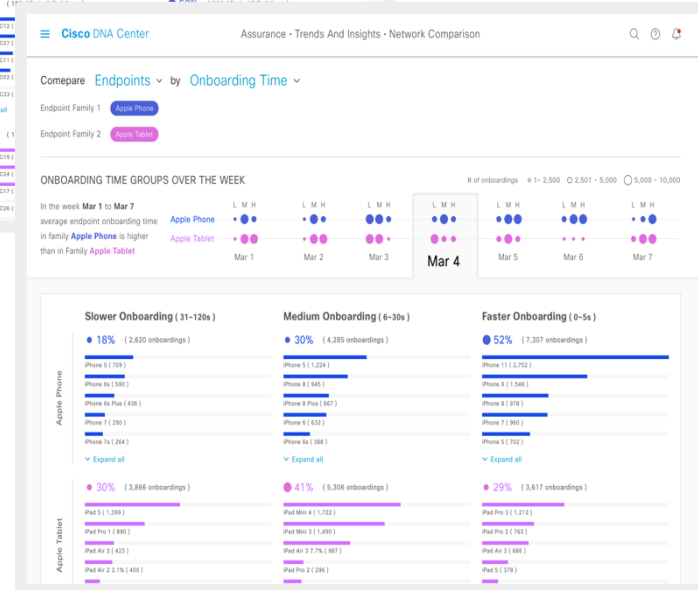 Cisco DNA Center
Assurance · Trends And Insights · Network Comparison
Comepare Endpoints by Onboarding Time
Endpoint Family 1 Apple Phone
Endpoint Family 2 Apple Tablet
ONBOARDING TIME GROUPS OVER THE WEEK
# of onboardings 1- 2,500 2,501 - 5,000 5,000 - 10,000
In the week Mar 1 to Mar 7
average endpoint onboarding time
in family Apple Phone is higher
than in Family Apple Tablet
L M H L M H L M H L M H L M H L M H L M H
Apple Phone
Apple Tablet
Mar 1 Mar 2 Mar 3 Mar 4 Mar 5 Mar 6 Mar 7
Slower Onboarding ( 31~120s ) Medium Onboarding ( 6~30s ) Faster Onboarding ( 0~5s )
Apple Phone
18% ( 2,620 onboardings ) 30% ( 4,285 onboardings ) 52% ( 7,307 onboardings )
iPhone 5 ( 709 ) iPhone 5 ( 1,224 ) iPhone 11 ( 2,752 )
iPhone 6s ( 590 ) iPhone 8 ( 945 ) iPhone X ( 1,546 )
iPhone 6s Plus ( 436 ) iPhone 8 Plus ( 667 ) iPhone 8 ( 978 )
iPhone 7 ( 290 ) iPhone 6 ( 632 ) iPhone 7 ( 960 )
iPhone 7s ( 264 ) iPhone 6s ( 388 ) iPhone 5 ( 702 )
Expand all Expand all Expand all
Apple Tablet
30% ( 3,866 onboardings ) 41% ( 5,306 onboardings ) 29% ( 3,617 onboardings )
iPad 5 ( 1,399 ) iPad Mini 4 ( 1,722 ) iPad Pro 3 ( 1,212 )
iPad Pro 1 ( 890 ) iPad Mini 3 ( 1,490 ) iPad Pro 2 ( 763 )
iPad Air 3 ( 423 ) iPad Air 3 7.7% ( 987 ) iPad Air 3 ( 686 )
iPad Air 2 3.1% ( 400 ) iPad Pro 2 ( 296 ) iPad 5 ( 378 )